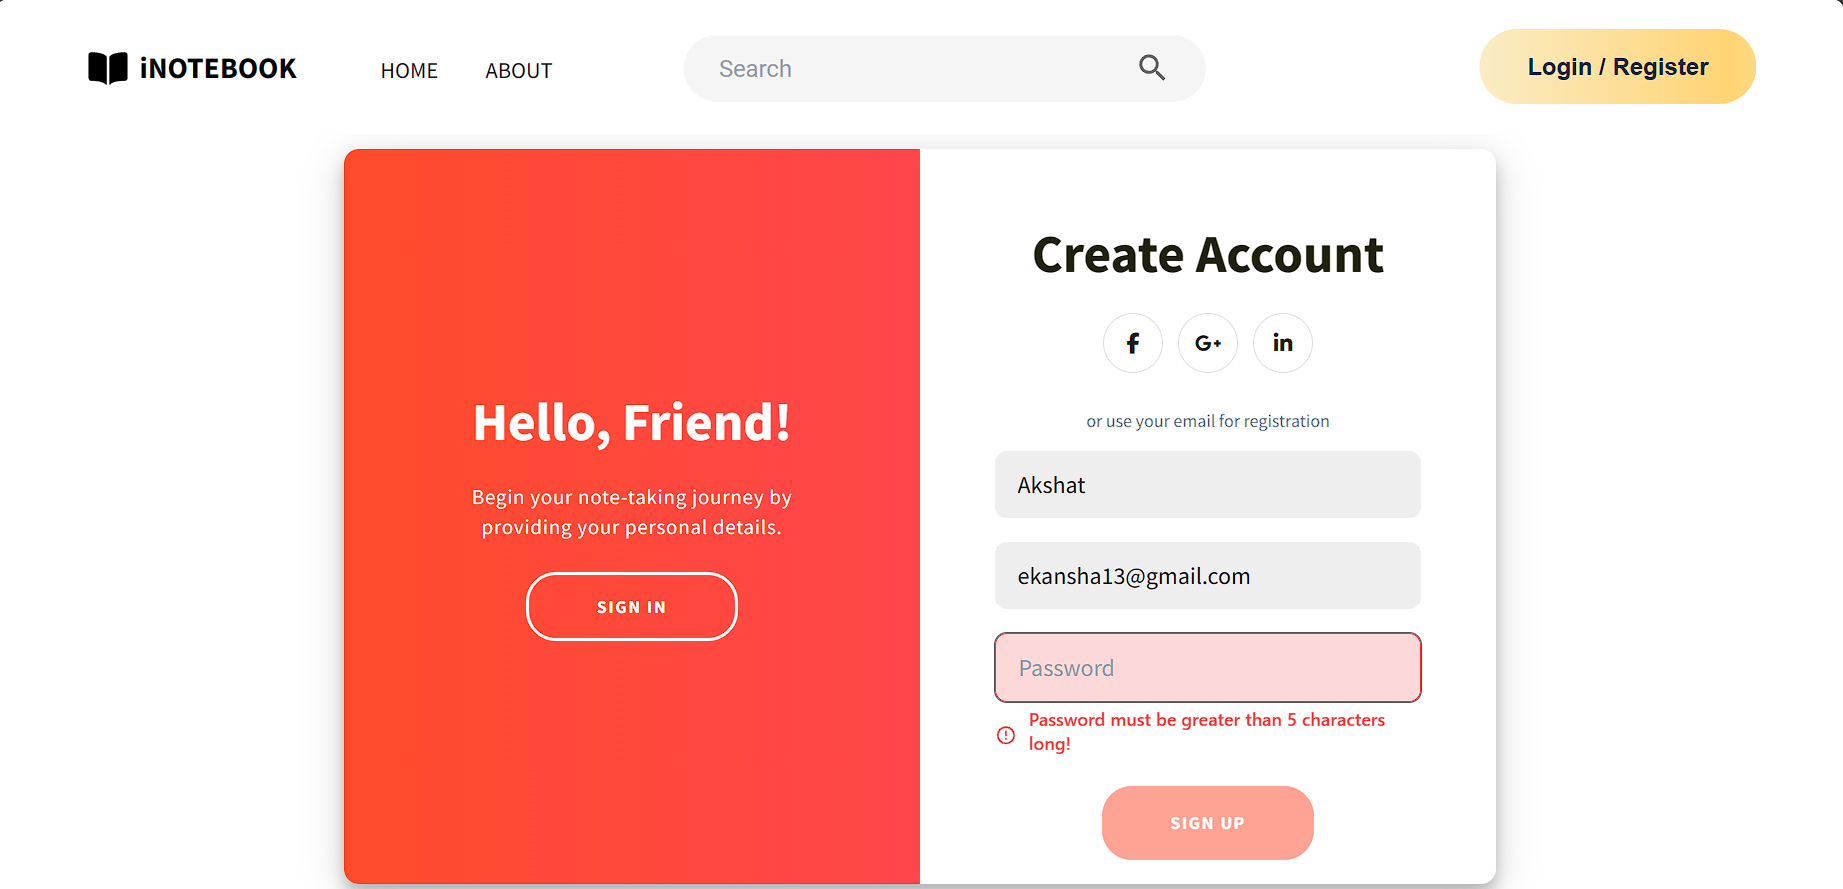 iNOTEBOOK
HOME
ABOUT
Search
Login / Register
Hello, Friend!
Begin your note-taking journey by
providing your personal details.
SIGN IN
Create Account
f
G+
in
or use your email for registration
Akshat
ekansha13@gmail.com
Password
Password must be greater than 5 characters
long!
SIGN UP